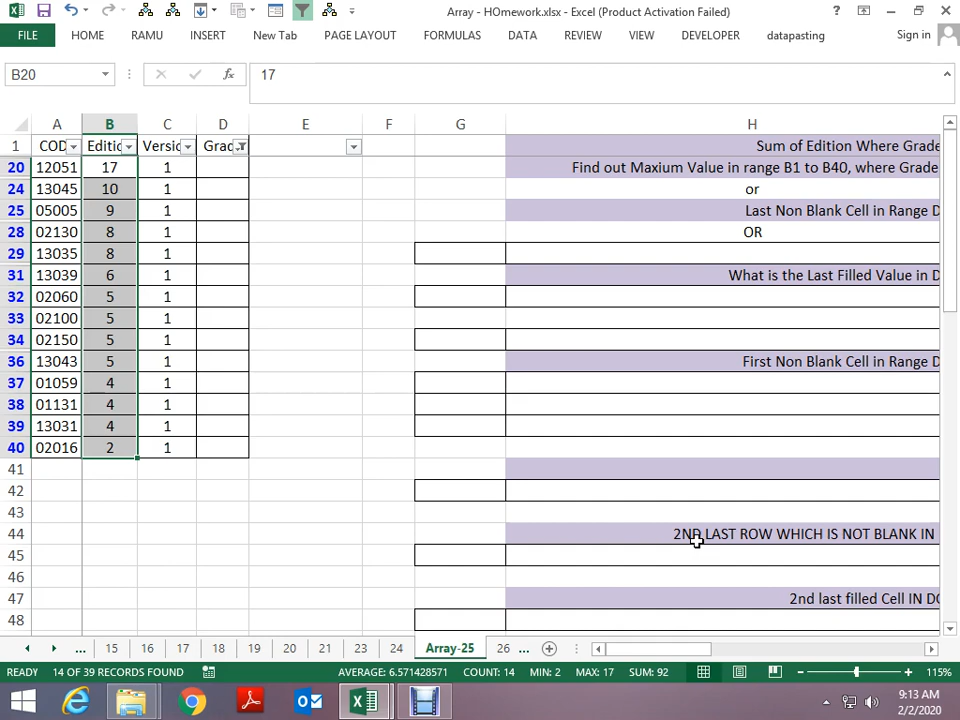 Array - HOmework.xlsx - Excel (Product Activation Failed)
FILE HOME RAMU INSERT New Tab PAGE LAYOUT FORMULAS DATA REVIEW VIEW DEVELOPER datapasting Sign in
B20 fx 17
A B C D E F G H
1 COD Editic Versic Grac Sum of Edition Where Grade
20 12051 17 1 Find out Maxium Value in range B1 to B40, where Grade
24 13045 10 1 or
25 05005 9 1 Last Non Blank Cell in Range D
28 02130 8 1 OR
29 13035 8 1
31 13039 6 1 What is the Last Filled Value in D
32 02060 5 1
33 02100 5 1
34 02150 5 1
36 13043 5 1 First Non Blank Cell in Range D
37 01059 4 1
38 01131 4 1
39 13031 4 1
40 02016 2 1
41
42
43
44 2ND LAST ROW WHICH IS NOT BLANK IN
45
46
47 2nd last filled Cell IN DO
48
... 15 16 17 18 19 20 21 22 23 24 Array-25 26 ...
READY 14 OF 39 RECORDS FOUND AVERAGE: 6.571428571 COUNT: 14 MIN: 2 MAX: 17 SUM: 92 115%
9:13 AM
2/2/2020